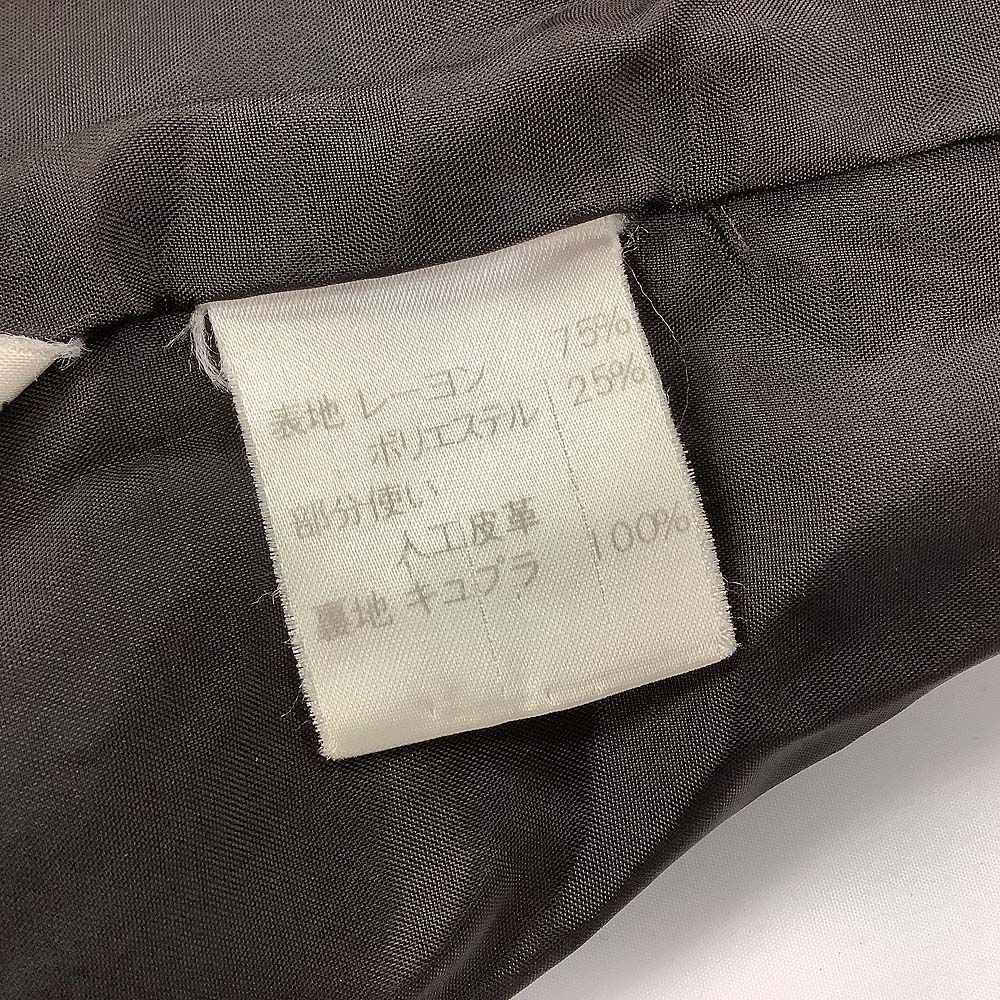 表地 レーヨン 75%
ポリエステル 25%
部分使い
人工皮革
裏地 キュプラ 100%